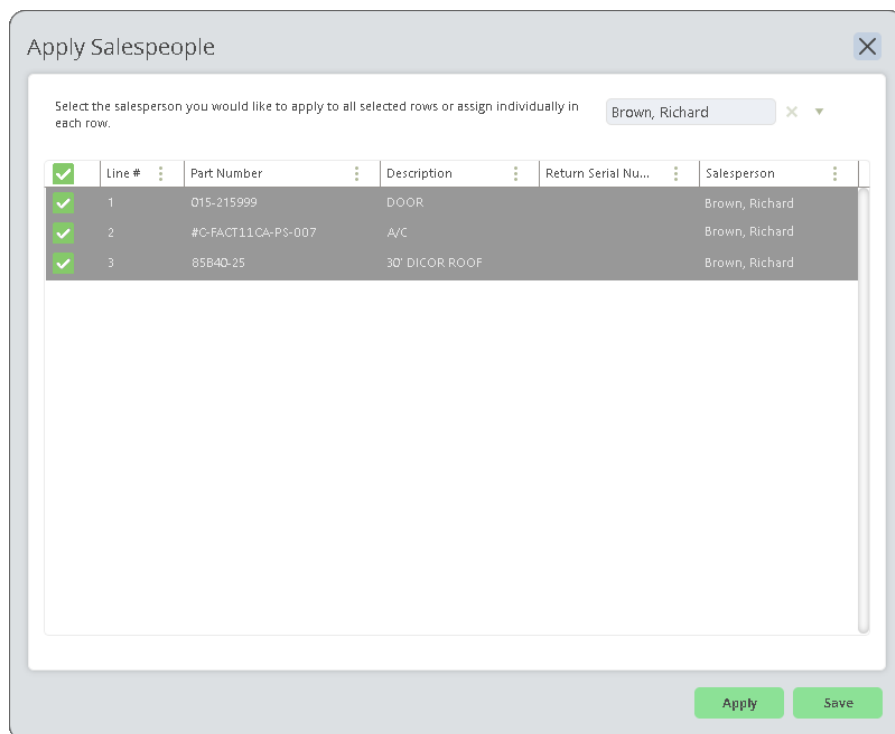 Apply Salespeople
Select the salesperson you would like to apply to all selected rows or assign individually in
each row.
Brown, Richard
Line # Part Number Description Return Serial Nu... Salesperson
1 015-215999 DOOR Brown, Richard
2 #C-FACT11CA-PS-007 A/C Brown, Richard
3 85B40-25 30' DICOR ROOF Brown, Richard
Apply Save